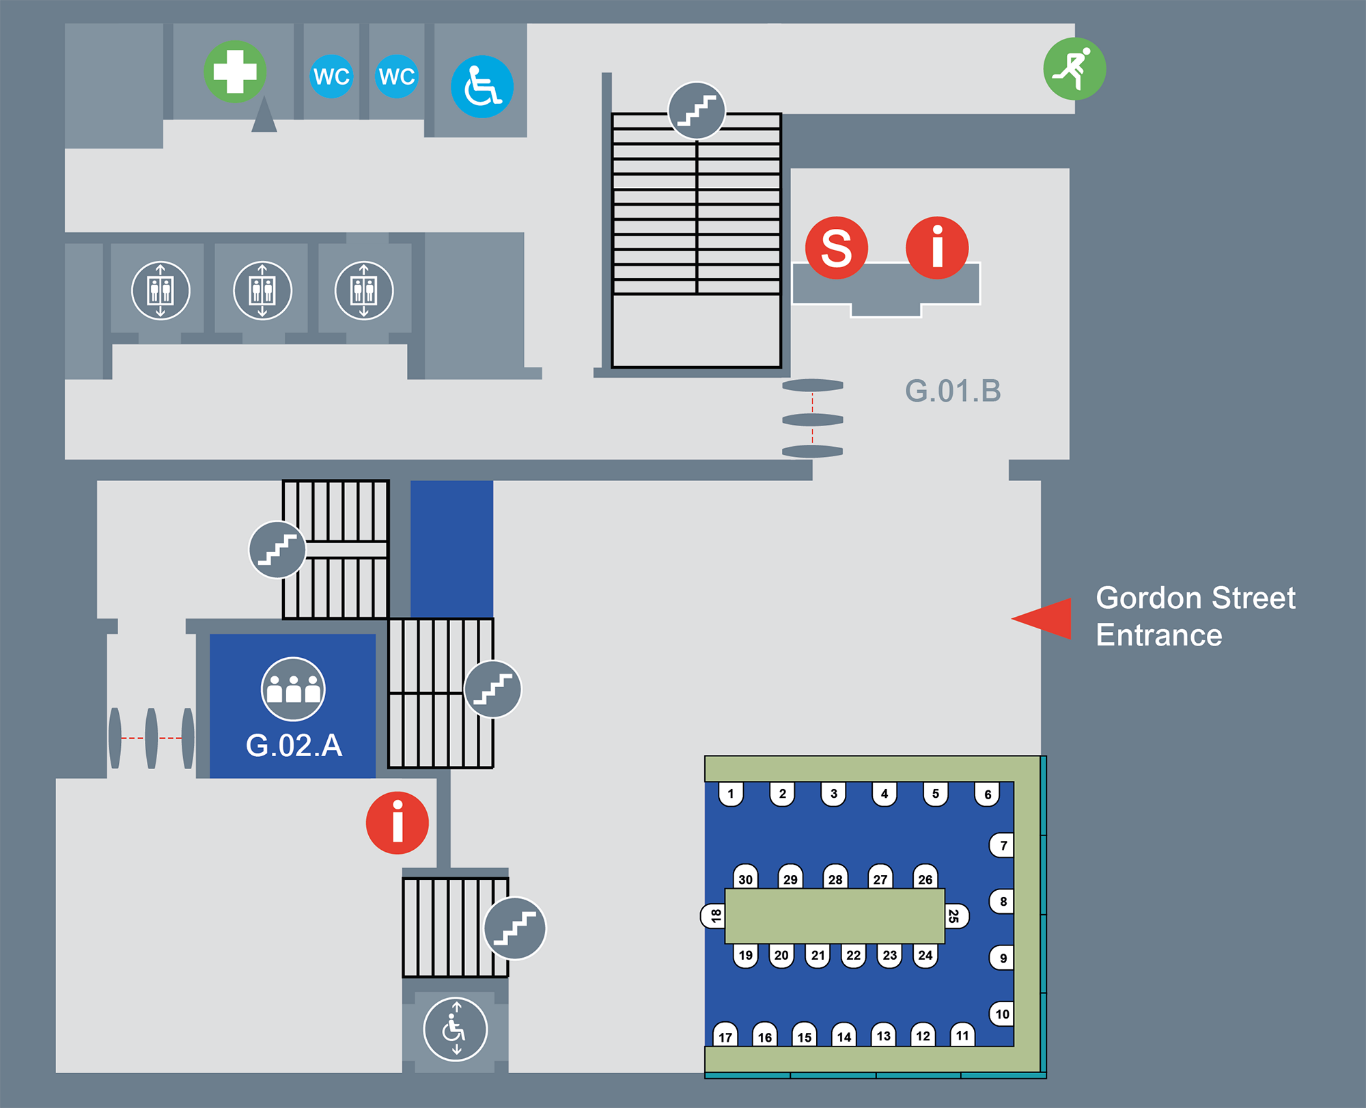 WC WC
S i
G.01.B
Gordon Street
Entrance
G.02.A
i
1 2 3 4 5 6
7
30 29 28 27 26
8
18 25
19 20 21 22 23 24
9
10
17 16 15 14 13 12 11